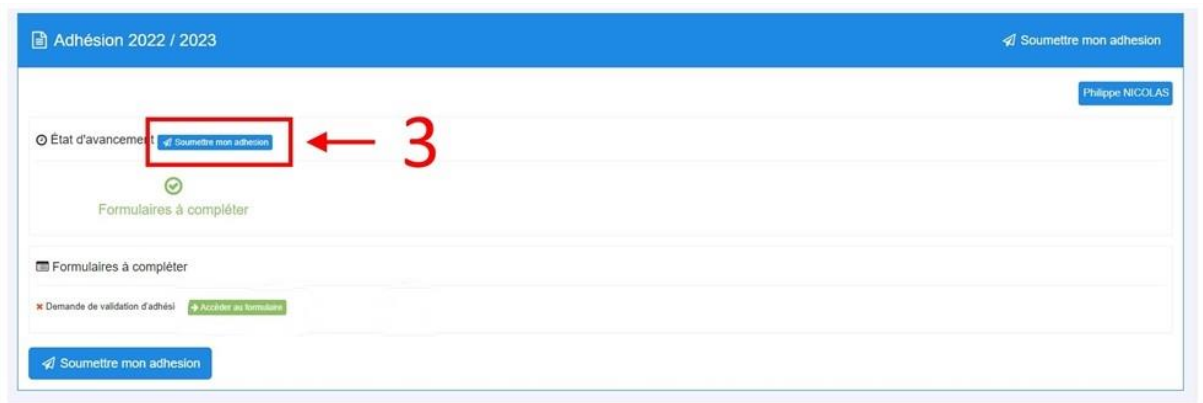 Adhésion 2022 / 2023
Soumettre mon adhesion
Philippe NICOLAS
État d'avancement Soumettre mon adhesion
3
Formulaires à compléter
Formulaires à compléter
Demande de validation d'adhési Accéder au formulaire
Soumettre mon adhesion